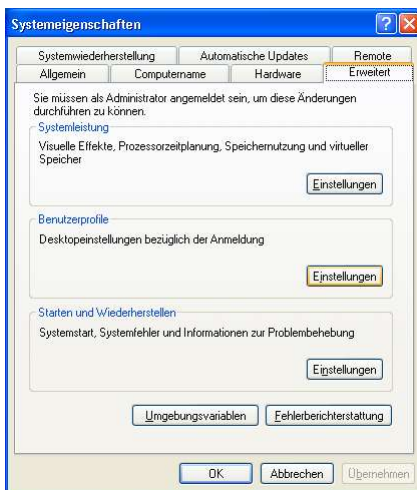 Systemeigenschaften
Systemwiederherstellung Automatische Updates Remote
Allgemein Computername Hardware Erweitert
Sie müssen als Administrator angemeldet sein, um diese Änderungen
durchführen zu können.
Systemleistung
Visuelle Effekte, Prozessorzeitplanung, Speichernutzung und virtueller
Speicher
Einstellungen
Benutzerprofile
Desktopeinstellungen bezüglich der Anmeldung
Einstellungen
Starten und Wiederherstellen
Systemstart, Systemfehler und Informationen zur Problembehebung
Einstellungen
Umgebungsvariablen Fehlerberichterstattung
OK Abbrechen Übernehmen